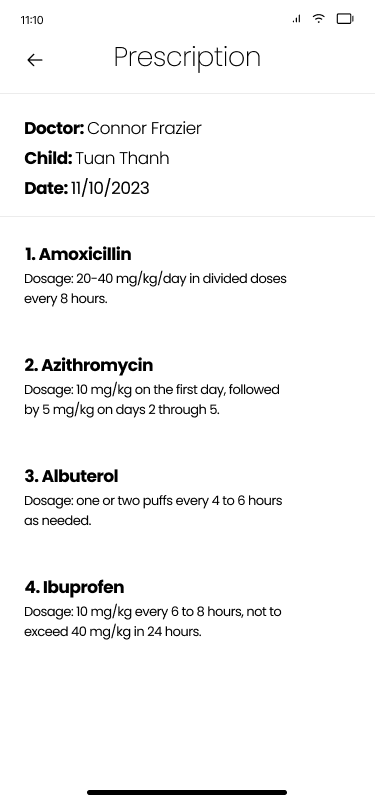 11:10
Prescription
Doctor: Connor Frazier
Child: Tuan Thanh
Date: 11/10/2023
1. Amoxicillin
Dosage: 20-40 mg/kg/day in divided doses
every 8 hours.
2. Azithromycin
Dosage: 10 mg/kg on the first day, followed
by 5 mg/kg on days 2 through 5.
3. Albuterol
Dosage: one or two puffs every 4 to 6 hours
as needed.
4. Ibuprofen
Dosage: 10 mg/kg every 6 to 8 hours, not to
exceed 40 mg/kg in 24 hours.